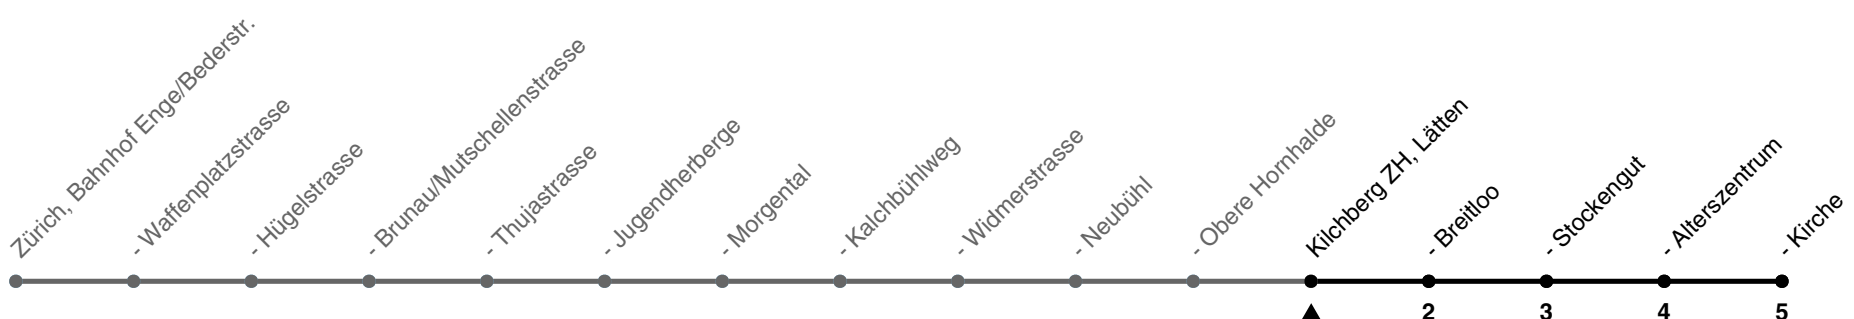 Zürich, Bahnhof Enge/Bederstr.
- Waffenplatzstrasse
- Hügelstrasse
- Brunau/Mutschellenstrasse
- Thujastrasse
- Jugendherberge
- Morgental
- Kalchbühlweg
- Widmerstrasse
- Neubühl
- Obere Hornhalde
Kilchberg ZH, Lätten
- Breitloo
- Stockengut
- Alterszentrum
- Kirche
2 3 4 5